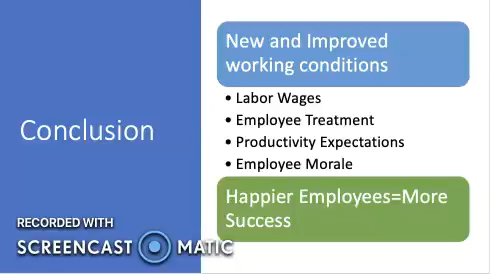 Conclusion
New and Improved
working conditions
• Labor Wages
• Employee Treatment
• Productivity Expectations
• Employee Morale
Happier Employees=More
Success
RECORDED WITH
SCREENCAST MATIC